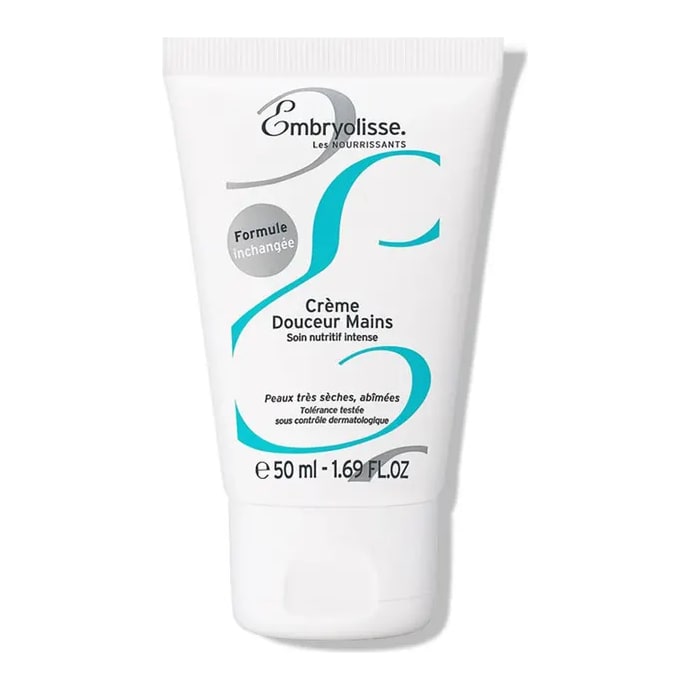 Embryolisse.
Les NOURRISSANTS
Formule
inchangée
Crème
Douceur Mains
Soin nutritif intense
Peaux très sèches, abîmées
Tolérance testée
sous contrôle dermatologique
℮ 50 ml - 1.69 FL.OZ